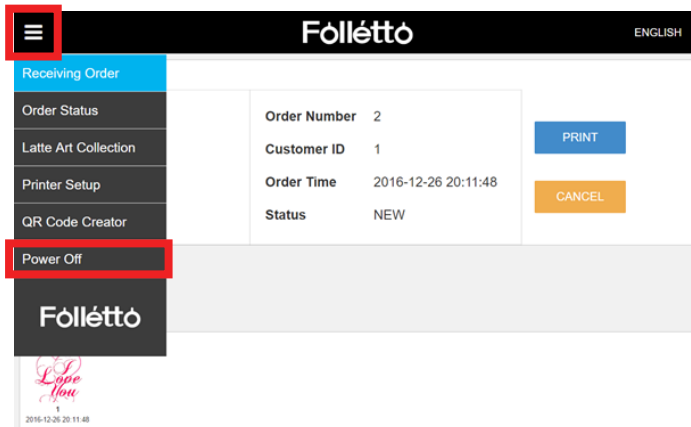 Fȯlléttȯ
ENGLISH
Receiving Order
Order Status
Latte Art Collection
Printer Setup
QR Code Creator
Power Off
Fȯlléttȯ
Order Number 2
Customer ID 1
Order Time 2016-12-26 20:11:48
Status NEW
PRINT
CANCEL
I
Love
You
1
2016-12-26 20:11:48